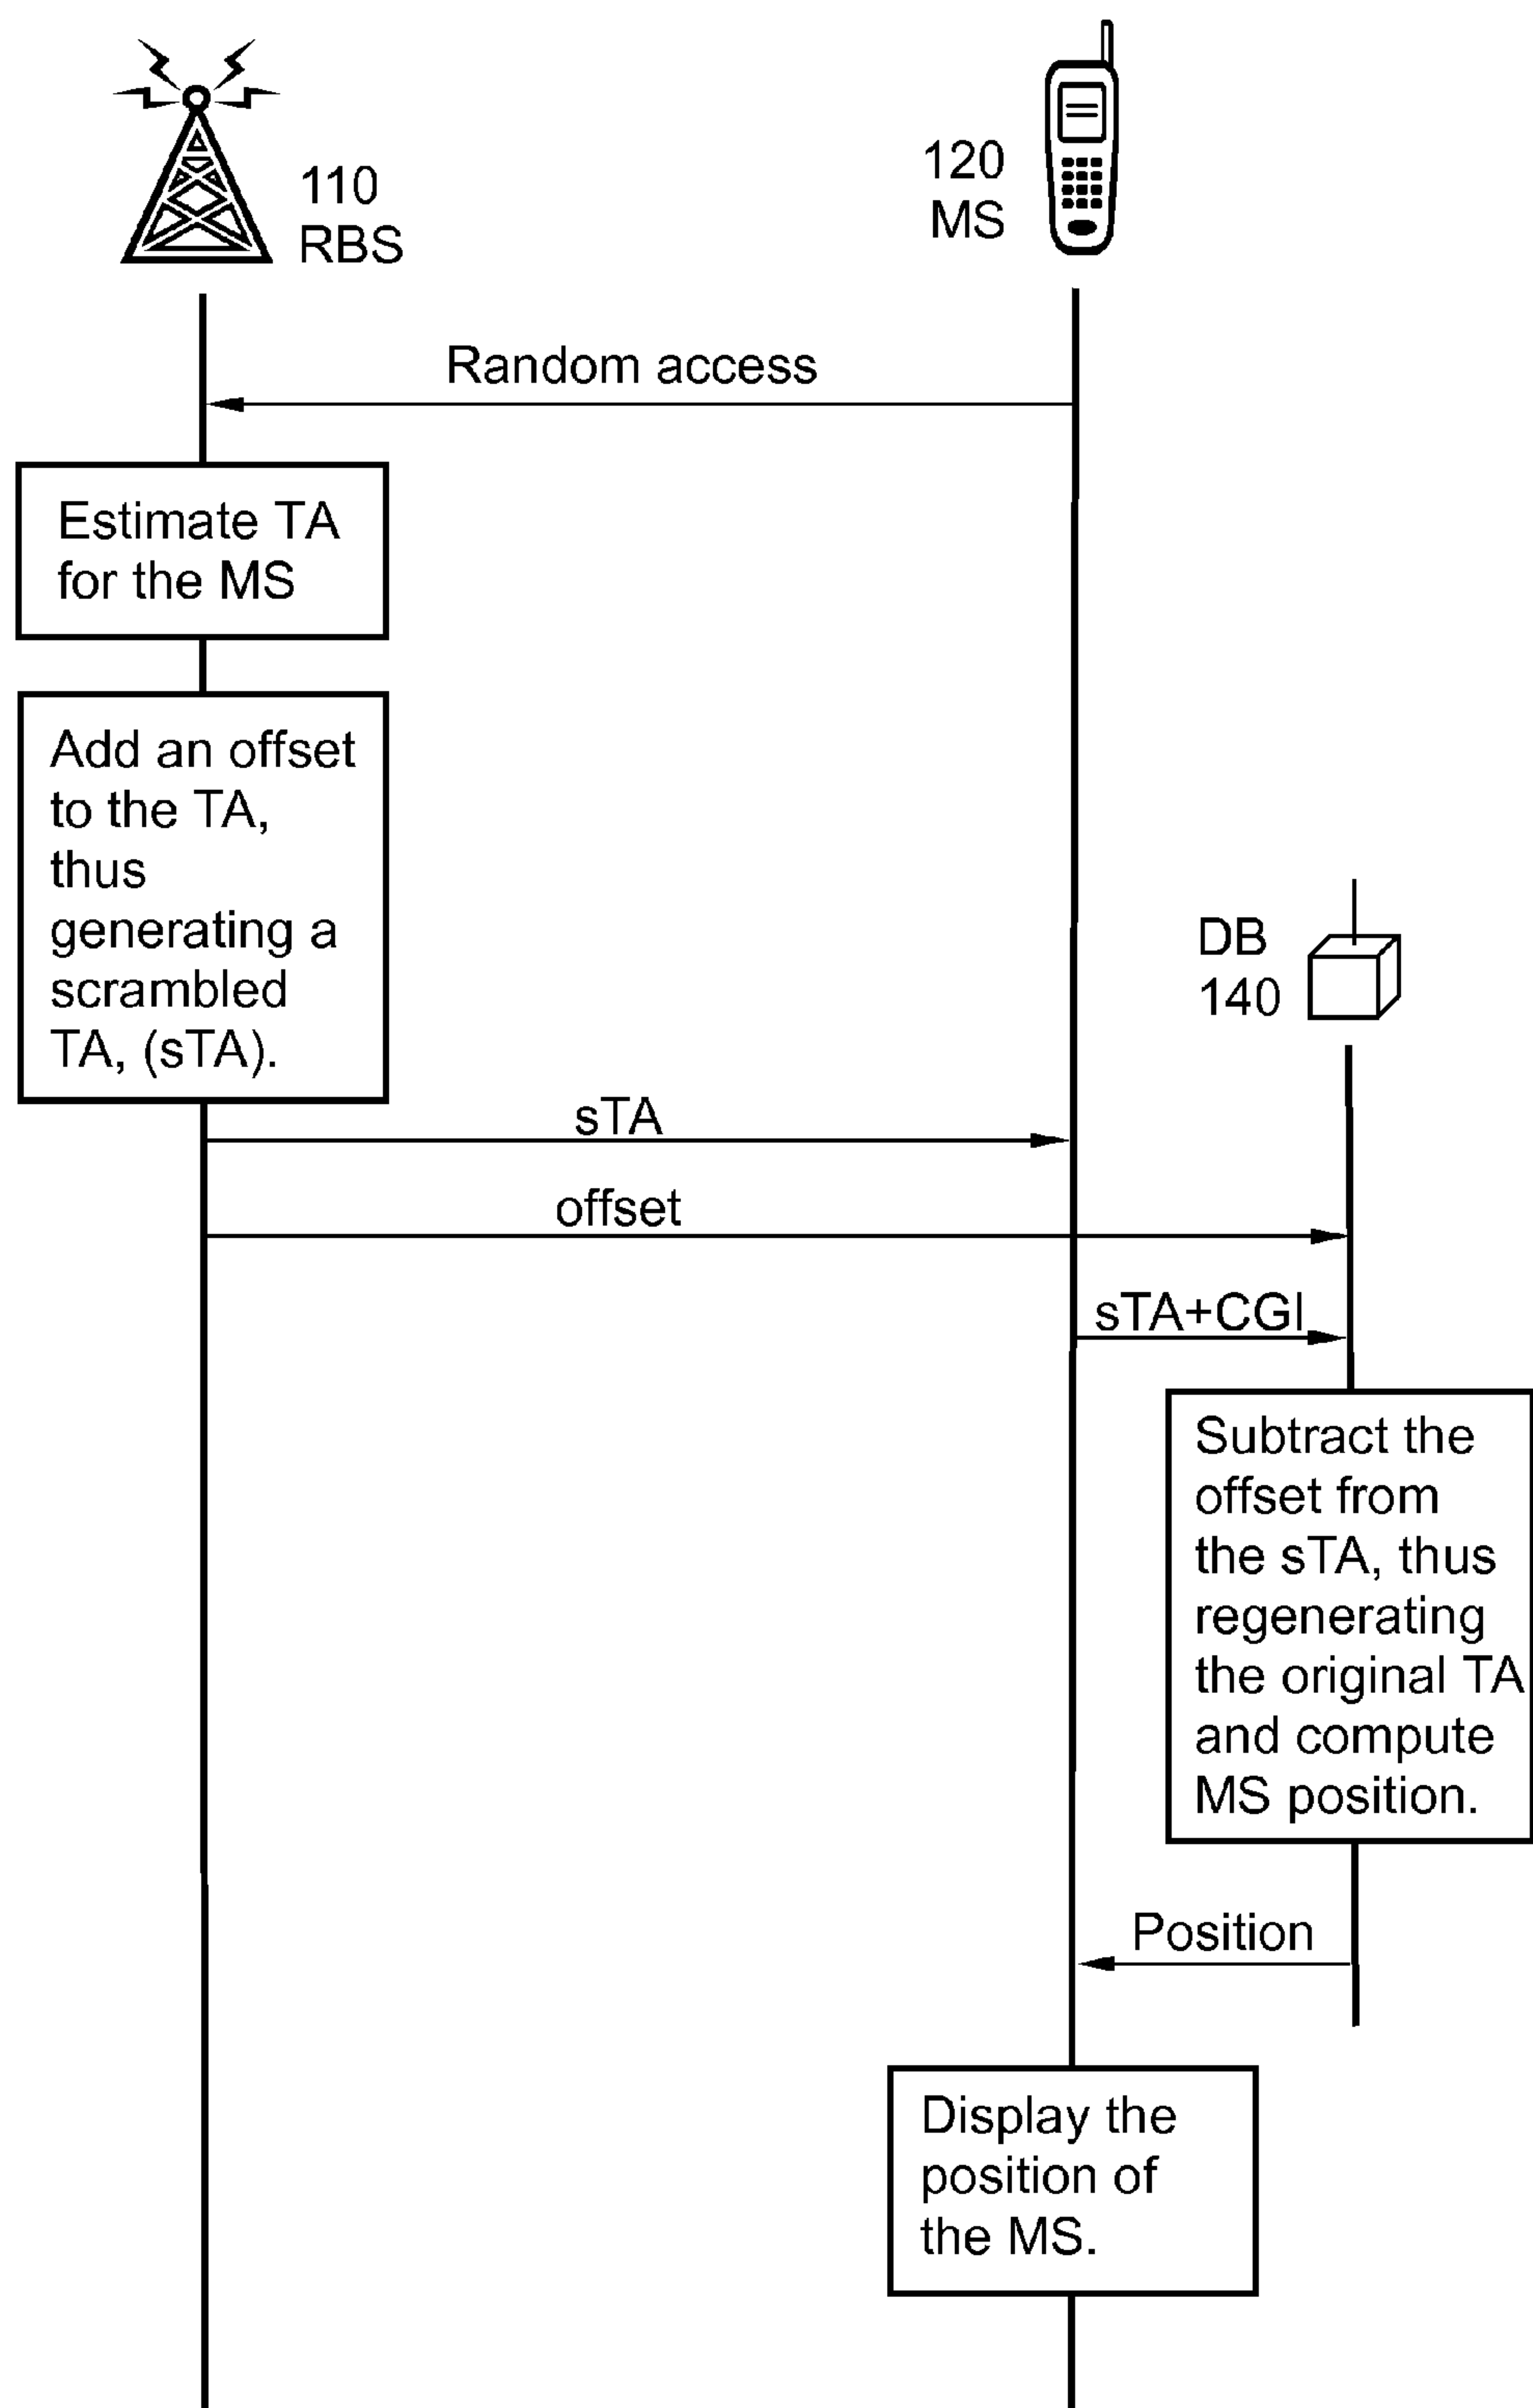 110
RBS
120
MS
Random access
Estimate TA
for the MS
Add an offset
to the TA,
thus
generating a
scrambled
TA, (sTA).
DB
140
sTA
offset
sTA+CGI
Subtract the
offset from
the sTA, thus
regenerating
the original TA
and compute
MS position.
Position
Display the
position of
the MS.